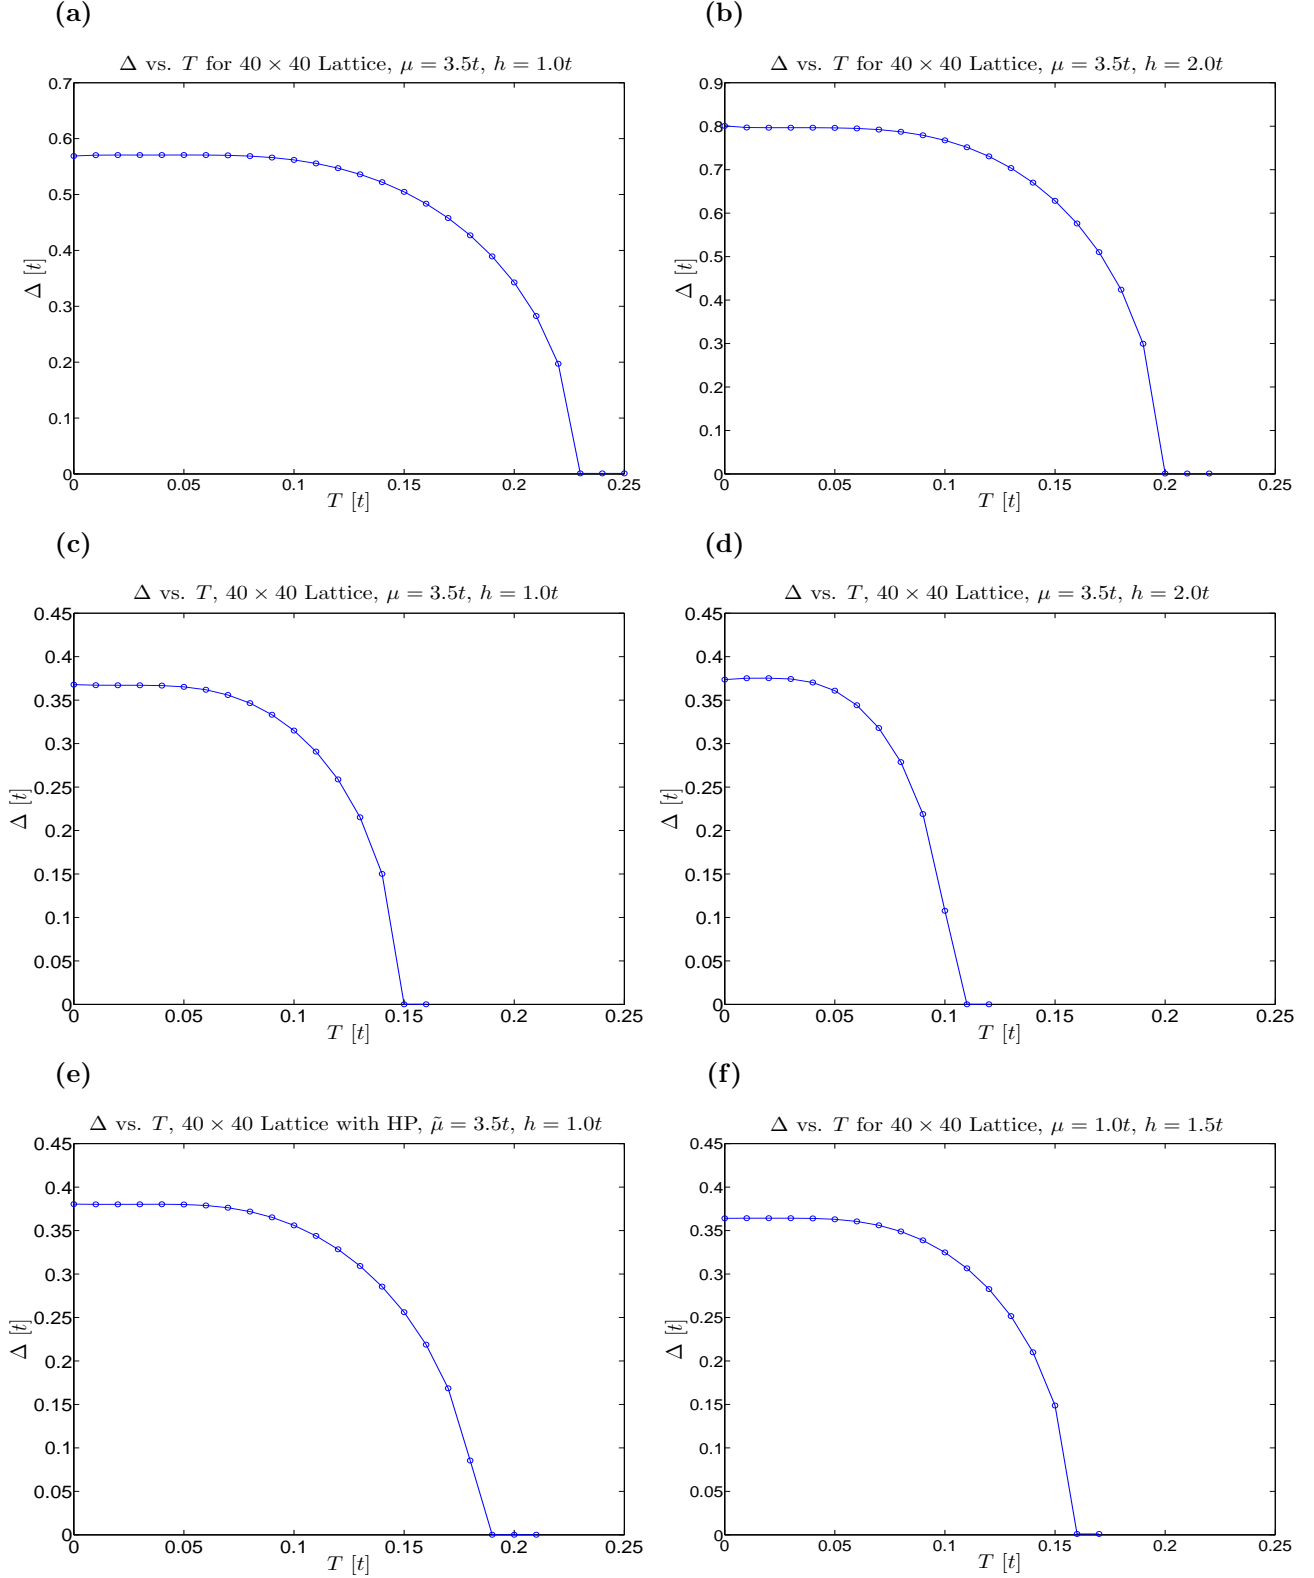 (a)
Δ vs. T for 40 × 40 Lattice, μ = 3.5t, h = 1.0t
0.7
0.6
0.5
0.4
0.3
0.2
0.1
0
Δ [t]
0 0.05 0.1 0.15 0.2 0.25
T [t]
(b)
Δ vs. T for 40 × 40 Lattice, μ = 3.5t, h = 2.0t
0.9
0.8
0.7
0.6
0.5
0.4
0.3
0.2
0.1
0
Δ [t]
0 0.05 0.1 0.15 0.2 0.25
T [t]
(c)
Δ vs. T, 40 × 40 Lattice, μ = 3.5t, h = 1.0t
0.45
0.4
0.35
0.3
0.25
0.2
0.15
0.1
0.05
0
Δ [t]
0 0.05 0.1 0.15 0.2 0.25
T [t]
(d)
Δ vs. T, 40 × 40 Lattice, μ = 3.5t, h = 2.0t
0.45
0.4
0.35
0.3
0.25
0.2
0.15
0.1
0.05
0
Δ [t]
0 0.05 0.1 0.15 0.2 0.25
T [t]
(e)
Δ vs. T, 40 × 40 Lattice with HP, μ̃ = 3.5t, h = 1.0t
0.45
0.4
0.35
0.3
0.25
0.2
0.15
0.1
0.05
0
Δ [t]
0 0.05 0.1 0.15 0.2 0.25
T [t]
(f)
Δ vs. T for 40 × 40 Lattice, μ = 1.0t, h = 1.5t
0.45
0.4
0.35
0.3
0.25
0.2
0.15
0.1
0.05
0
Δ [t]
0 0.05 0.1 0.15 0.2 0.25
T [t]